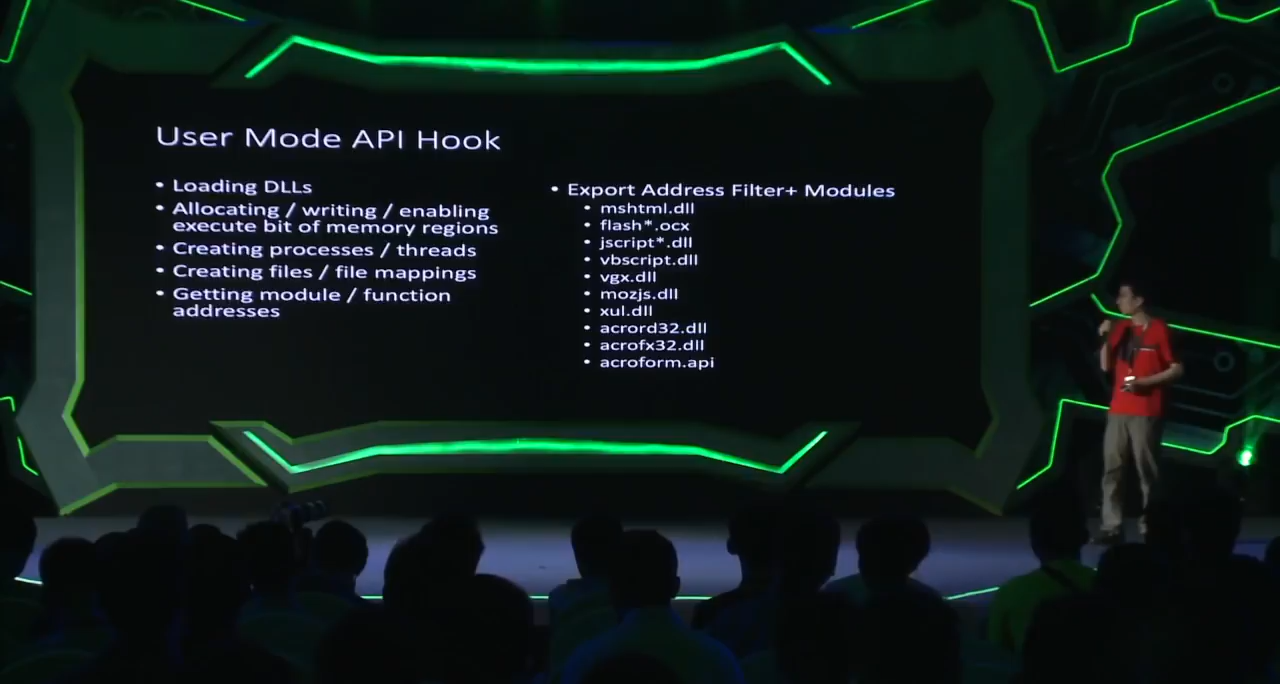 User Mode API Hook
• Loading DLLs
• Allocating / writing / enabling
execute bit of memory regions
• Creating processes / threads
• Creating files / file mappings
• Getting module / function
addresses
• Export Address Filter+ Modules
• mshtml.dll
• flash*.ocx
• jscript*.dll
• vbscript.dll
• vgx.dll
• mozjs.dll
• xul.dll
• acrord32.dll
• acrofx32.dll
• acroform.api